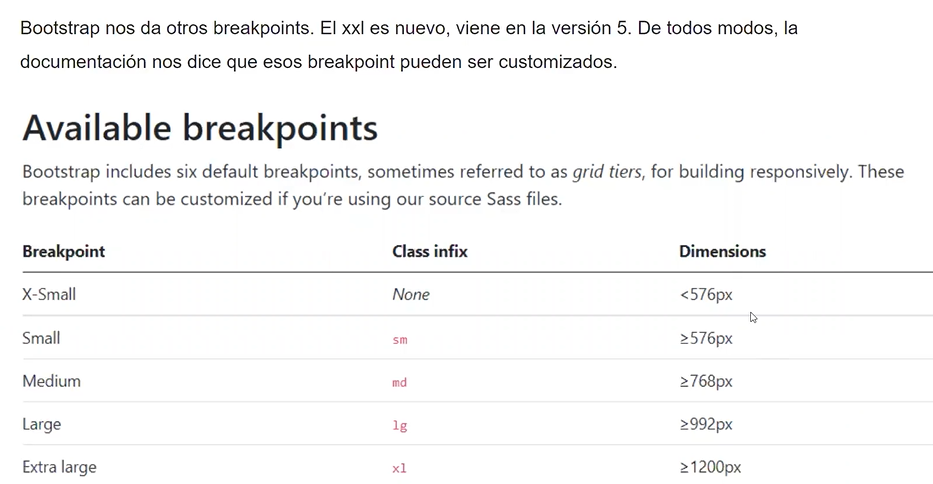 Bootstrap nos da otros breakpoints. El xxl es nuevo, viene en la versión 5. De todos modos, la
documentación nos dice que esos breakpoint pueden ser customizados.
Available breakpoints
Bootstrap includes six default breakpoints, sometimes referred to as grid tiers, for building responsively. These
breakpoints can be customized if you're using our source Sass files.
Breakpoint Class infix Dimensions
X-Small None <576px
Small sm ≥576px
Medium md ≥768px
Large lg ≥992px
Extra large xl ≥1200px